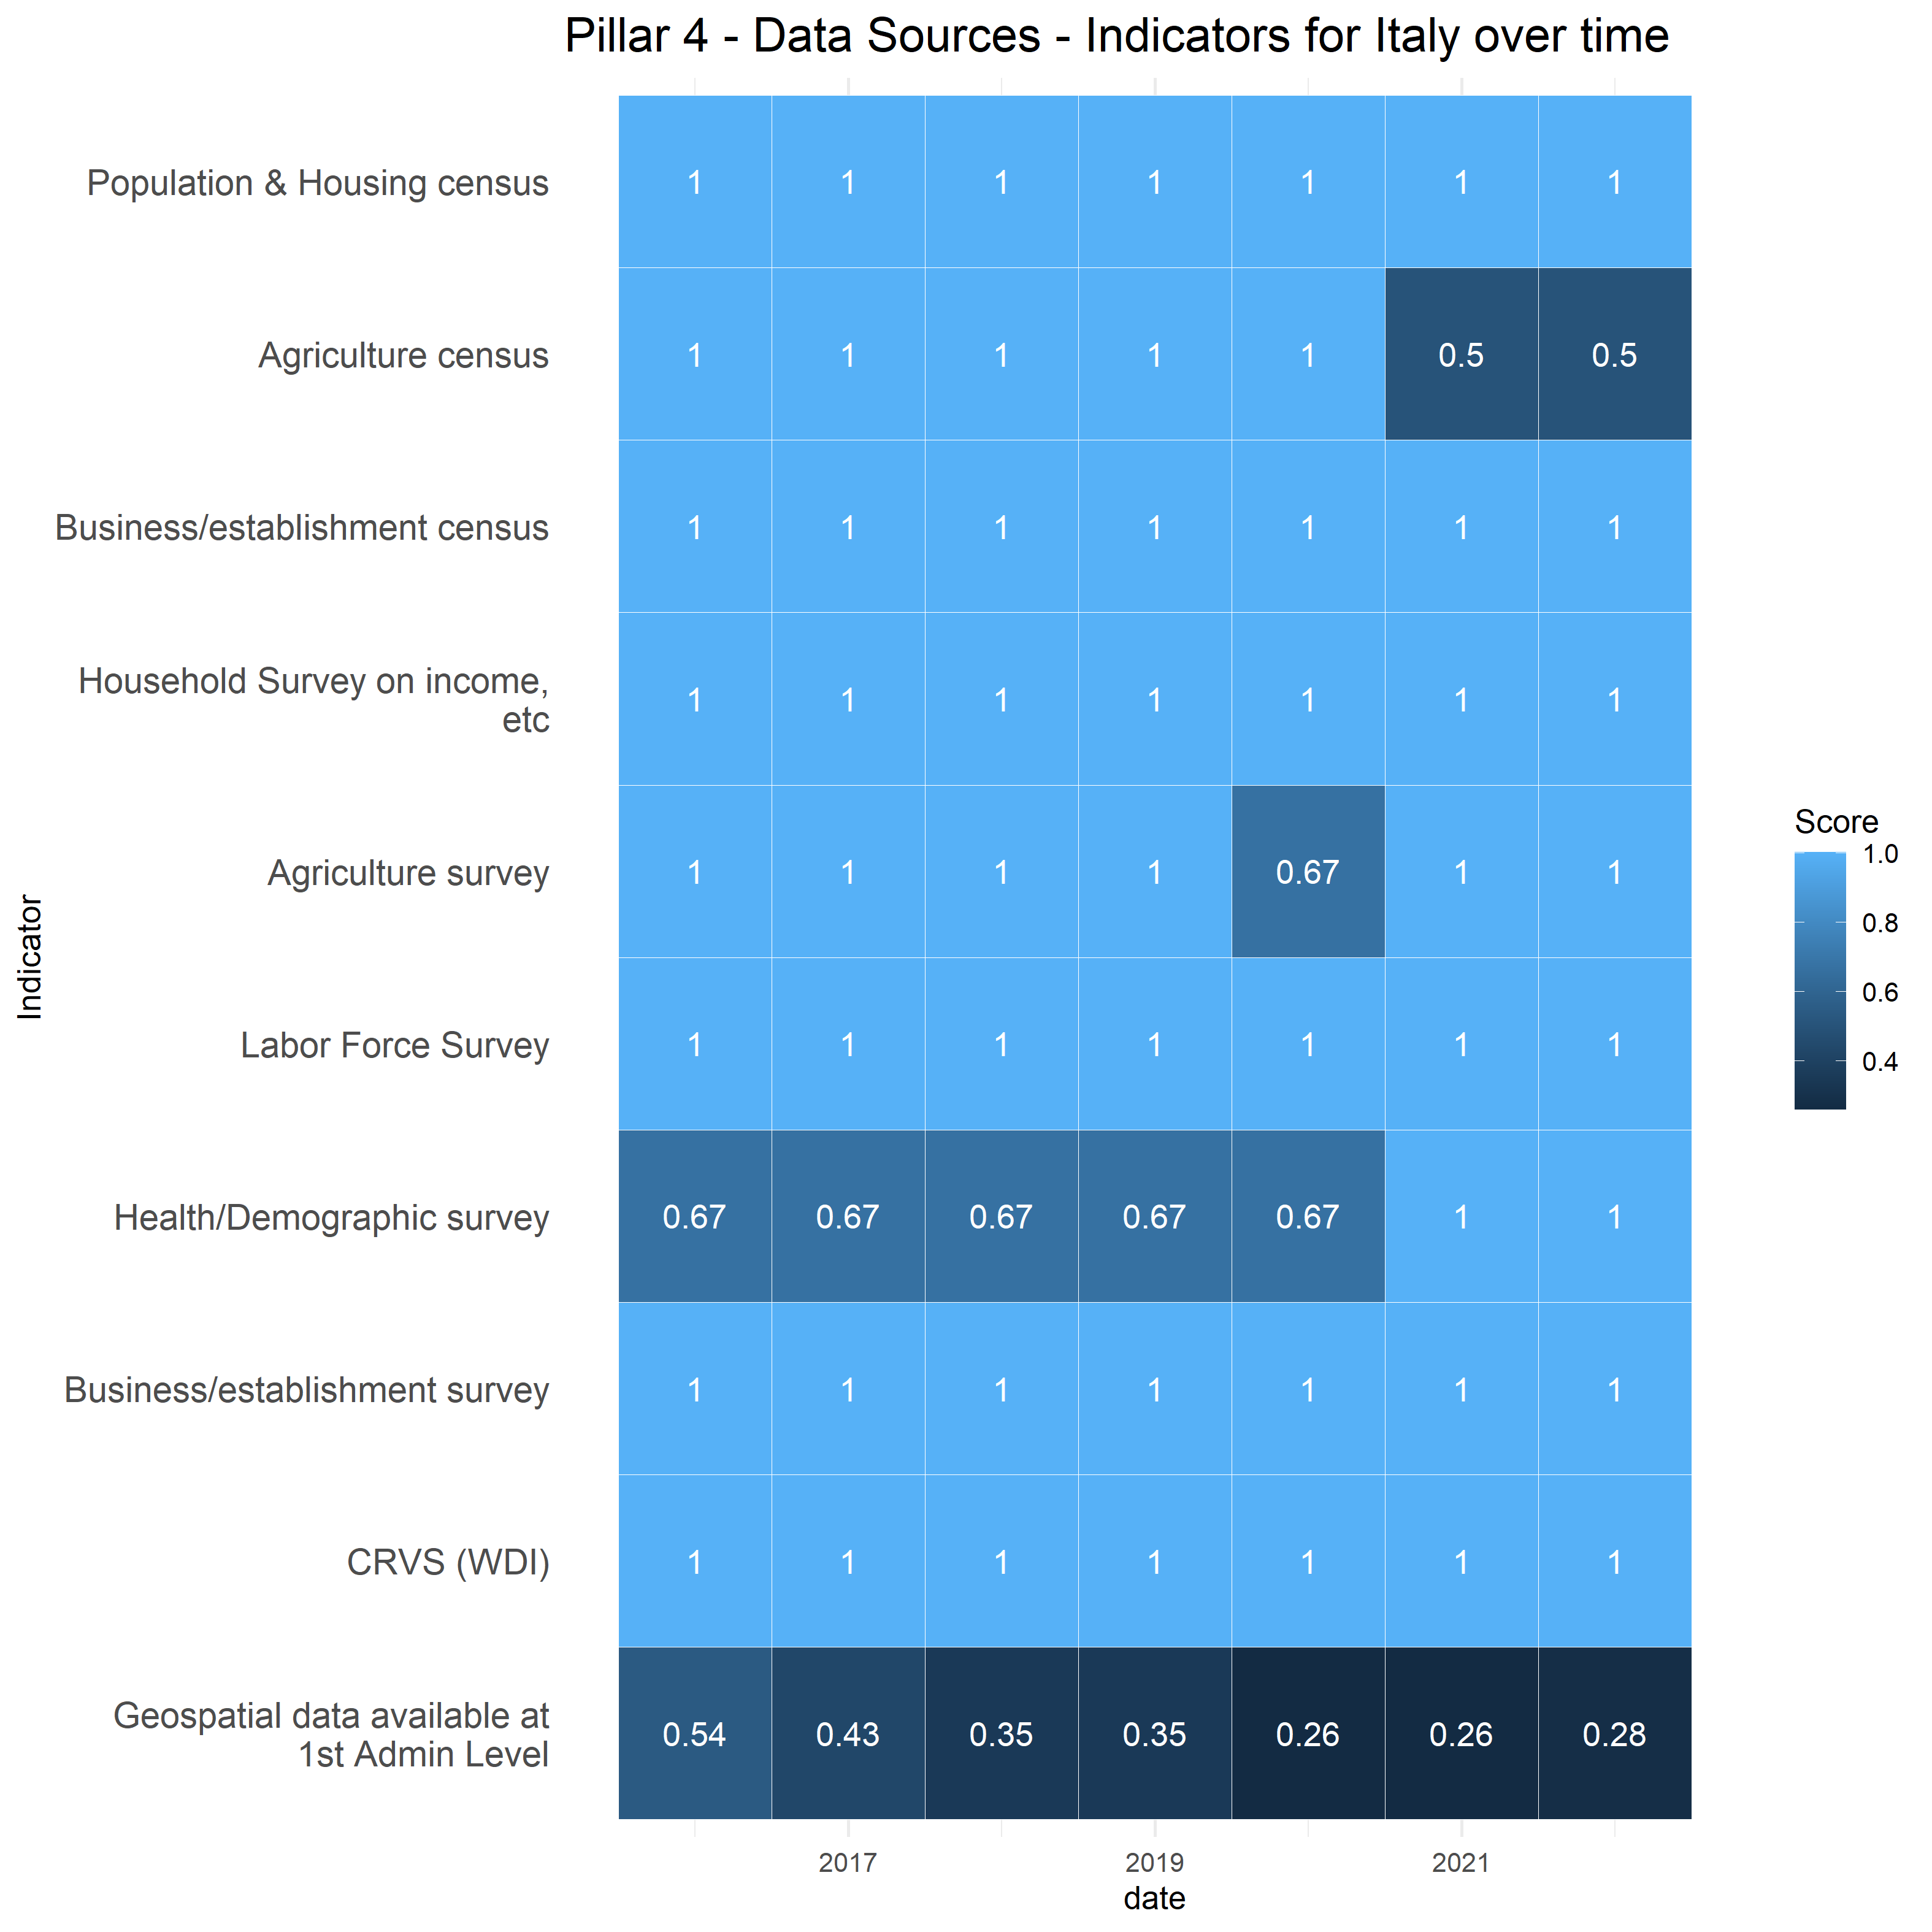 Pillar 4 - Data Sources - Indicators for Italy over time
Population & Housing census
1 1 1 1 1 1 1
Agriculture census
1 1 1 1 1 0.5 0.5
Business/establishment census
1 1 1 1 1 1 1
Household Survey on income,
etc
1 1 1 1 1 1 1
Agriculture survey
1 1 1 1 0.67 1 1
Labor Force Survey
1 1 1 1 1 1 1
Health/Demographic survey
0.67 0.67 0.67 0.67 0.67 1 1
Business/establishment survey
1 1 1 1 1 1 1
CRVS (WDI)
1 1 1 1 1 1 1
Geospatial data available at
1st Admin Level
0.54 0.43 0.35 0.35 0.26 0.26 0.28
2017 2019 2021
date
Indicator
Score
1.0
0.8
0.6
0.4